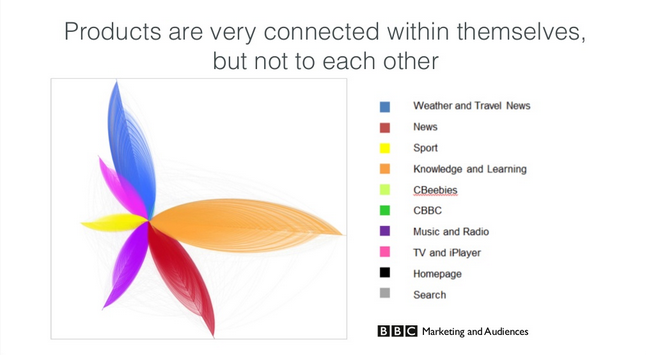 Products are very connected within themselves,
but not to each other
Weather and Travel News
News
Sport
Knowledge and Learning
CBeebies
CBBC
Music and Radio
TV and iPlayer
Homepage
Search
BBC Marketing and Audiences